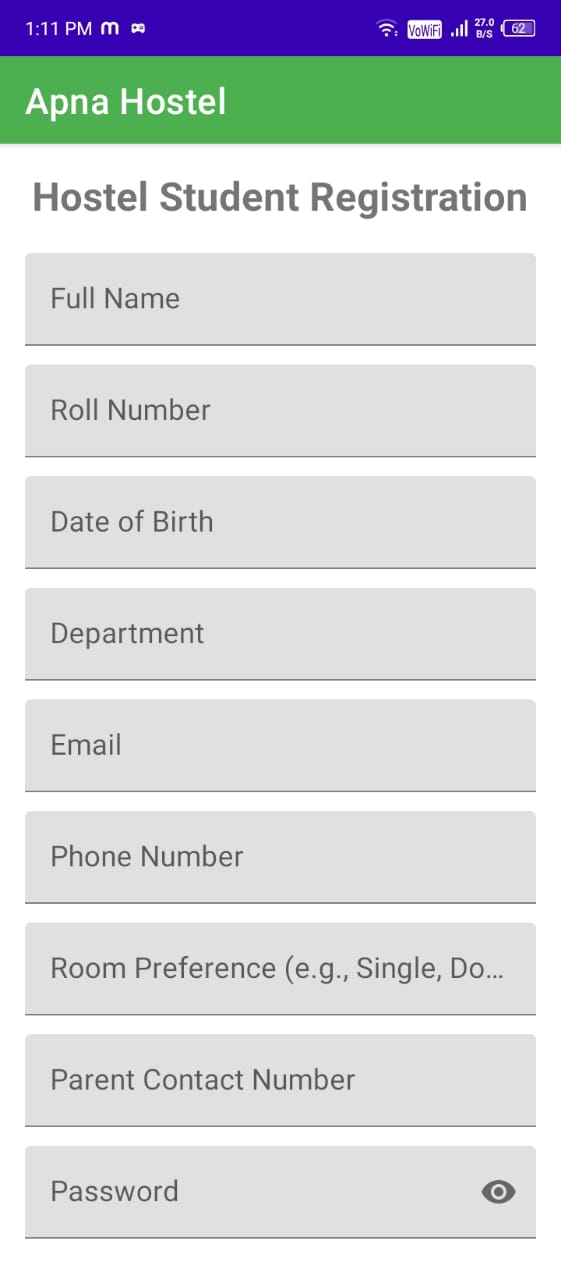 1:11 PM m
VoWiFi 27.0 B/S 62
Apna Hostel
Hostel Student Registration
Full Name
Roll Number
Date of Birth
Department
Email
Phone Number
Room Preference (e.g., Single, Do...
Parent Contact Number
Password